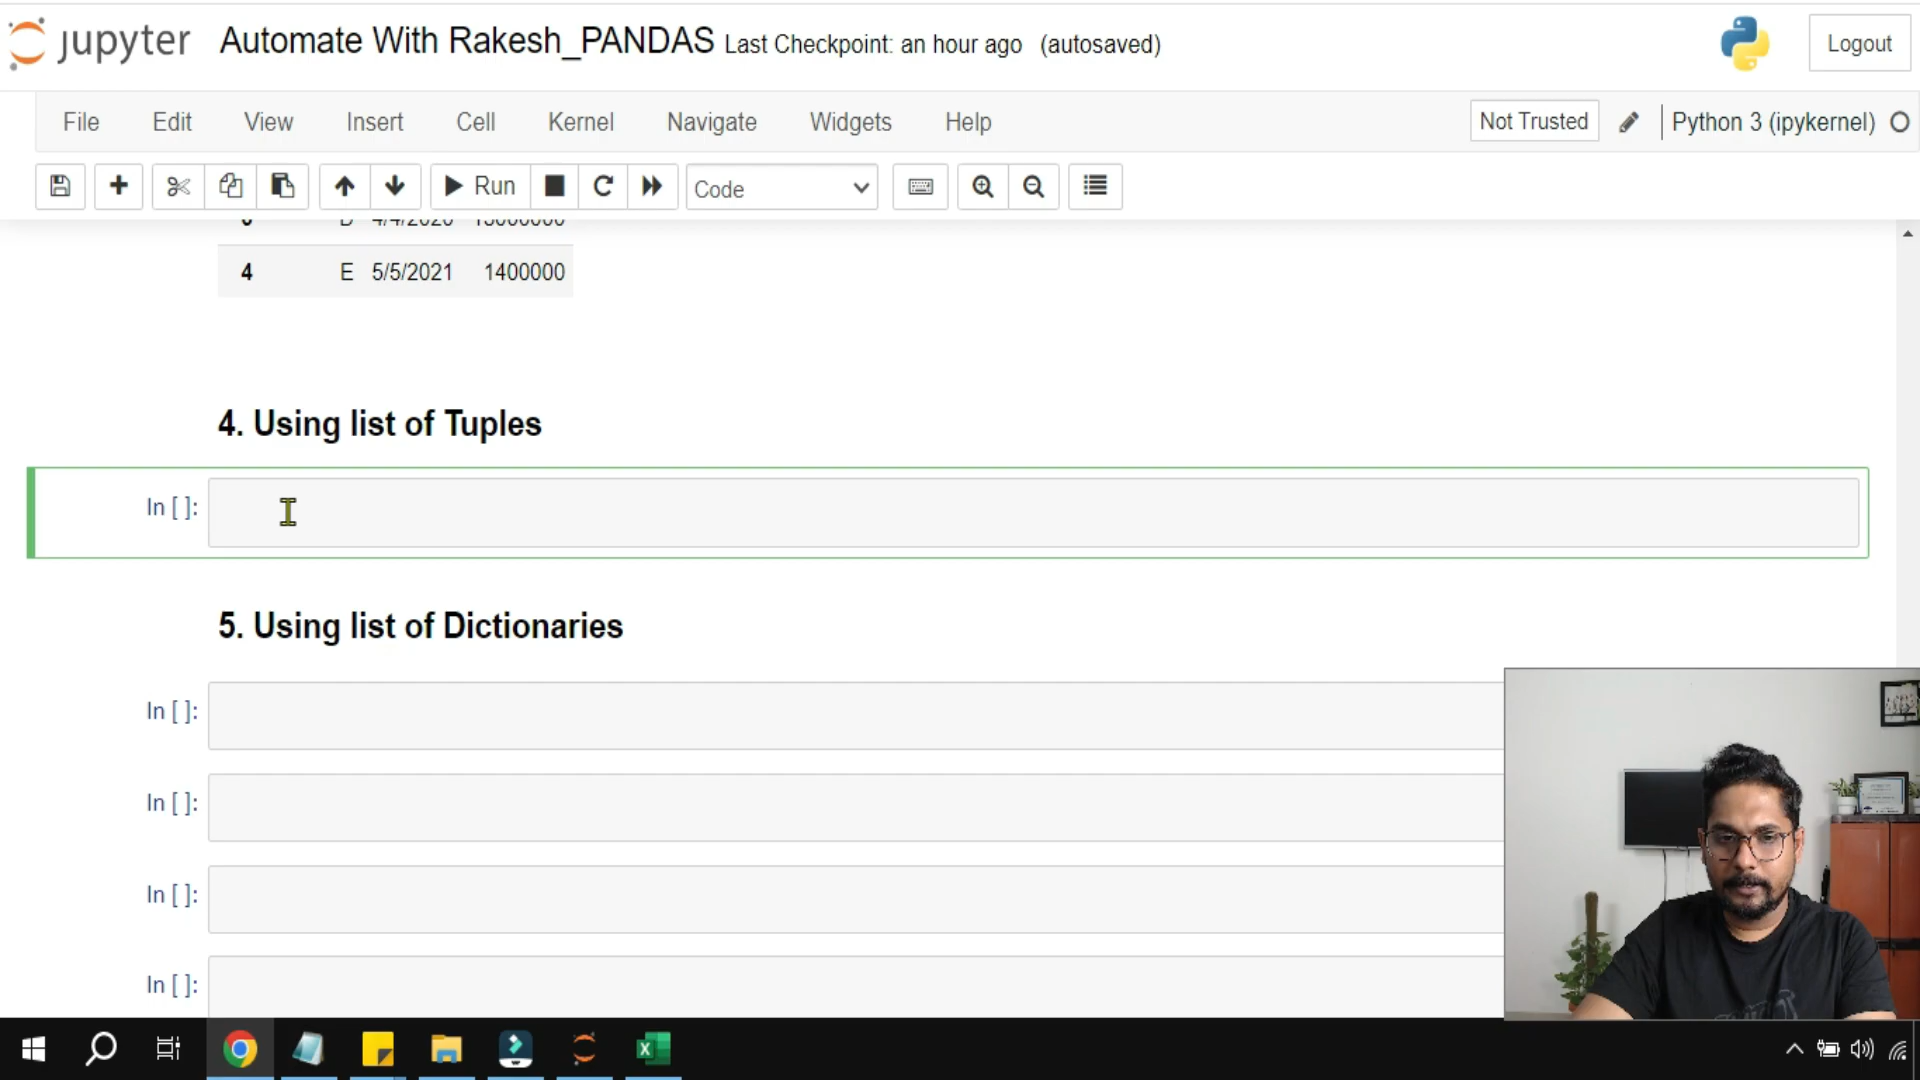 jupyter Automate With Rakesh_PANDAS Last Checkpoint: an hour ago (autosaved) Logout
File Edit View Insert Cell Kernel Navigate Widgets Help Not Trusted Python 3 (ipykernel)
Run Code
4 E 5/5/2021 1400000
4. Using list of Tuples
In [ ]:
5. Using list of Dictionaries
In [ ]:
In [ ]:
In [ ]:
In [ ]: